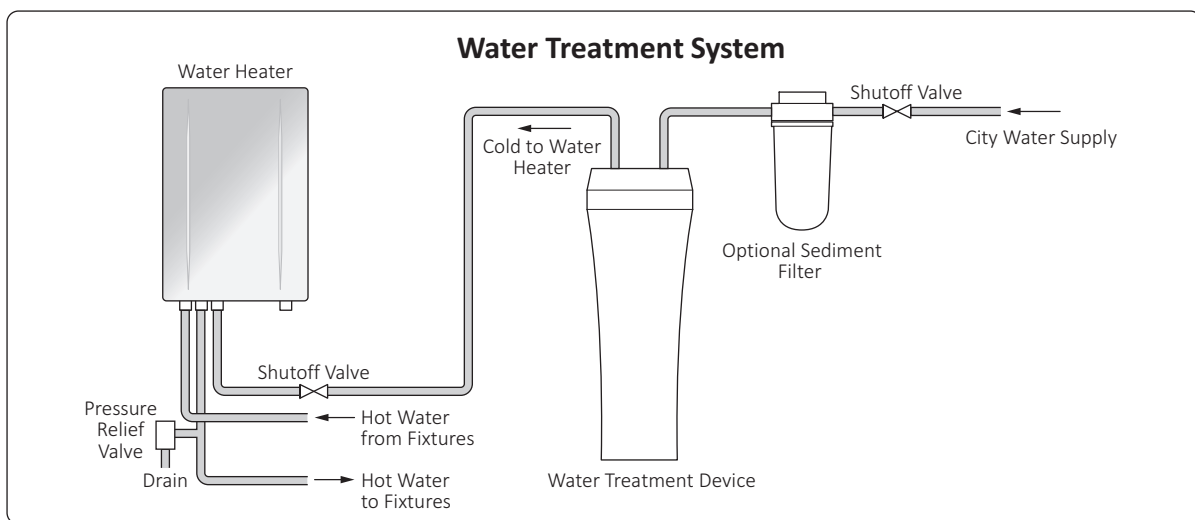 Water Treatment System
Water Heater
Shutoff Valve
City Water Supply
Cold to Water
Heater
Optional Sediment
Filter
Shutoff Valve
Pressure
Relief
Valve
Hot Water
from Fixtures
Drain
Hot Water
to Fixtures
Water Treatment Device